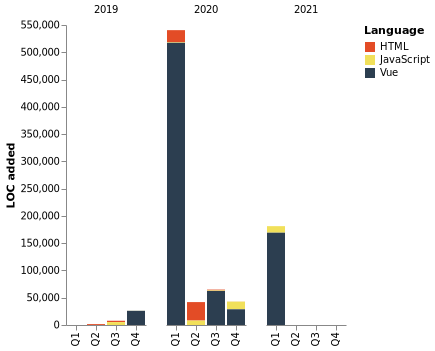 2019 2020 2021
Language
HTML
JavaScript
Vue
LOC added
550,000
500,000
450,000
400,000
350,000
300,000
250,000
200,000
150,000
100,000
50,000
0
Q1 Q2 Q3 Q4 Q1 Q2 Q3 Q4 Q1 Q2 Q3 Q4